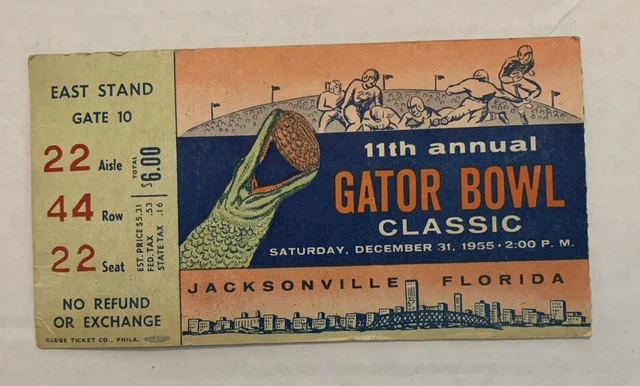 EAST STAND
GATE 10
22 Aisle
44 Row
22 Seat
EST. PRICE $5.31
FED. TAX .53
STATE TAX .16
TOTAL
$6.00
NO REFUND
OR EXCHANGE
GLOBE TICKET CO., PHILA.
11th annual
GATOR BOWL
CLASSIC
SATURDAY, DECEMBER 31, 1955 · 2:00 P. M.
JACKSONVILLE FLORIDA